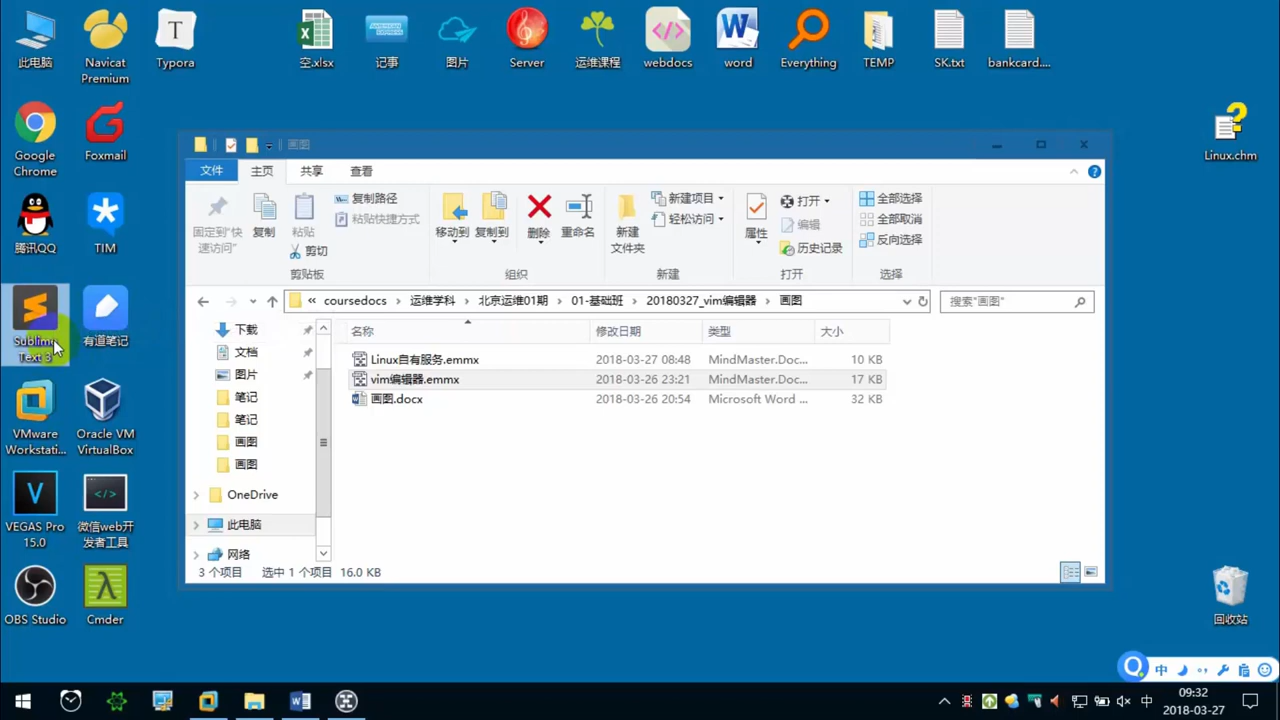 此电脑
Navicat
Premium
Typora
空.xlsx
记事
图片
Server
运维课程
webdocs
word
Everything
TEMP
SK.txt
bankcard....
Google
Chrome
Foxmail
Linux.chm
腾讯QQ
TIM
Sublime
Text 3
有道笔记
VMware
Workstati...
Oracle VM
VirtualBox
VEGAS Pro
15.0
微信web开
发者工具
OBS Studio
Cmder
回收站
画图
文件
主页
共享
查看
固定到"快
速访问"
复制
粘贴
复制路径
粘贴快捷方式
剪切
剪贴板
移动到
复制到
删除
重命名
组织
新建
文件夹
新建项目
轻松访问
新建
属性
打开
编辑
历史记录
打开
全部选择
全部取消
反向选择
选择
« coursedocs › 运维学科 › 北京运维01期 › 01-基础班 › 20180327_vim编辑器 › 画图
搜索"画图"
下载
文档
图片
笔记
笔记
画图
画图
OneDrive
此电脑
网络
名称 修改日期 类型 大小
Linux自有服务.emmx 2018-03-27 08:48 MindMaster.Doc... 10 KB
vim编辑器.emmx 2018-03-26 23:21 MindMaster.Doc... 17 KB
画图.docx 2018-03-26 20:54 Microsoft Word ... 32 KB
3 个项目 选中 1 个项目 16.0 KB
中
中
09:32
2018-03-27